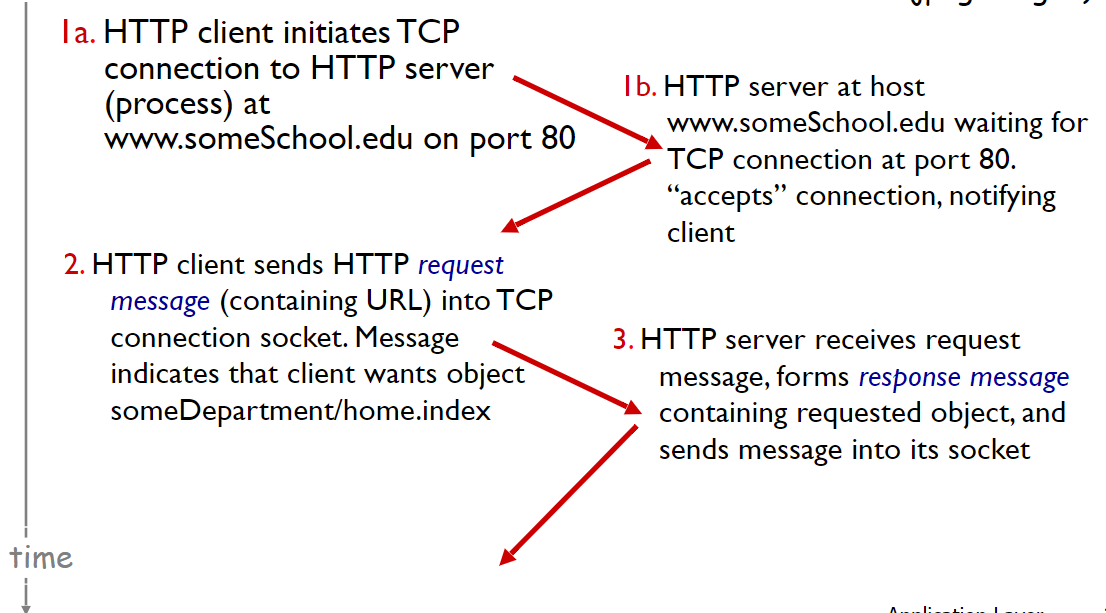 1a. HTTP client initiates TCP
connection to HTTP server
(process) at
www.someSchool.edu on port 80
1b. HTTP server at host
www.someSchool.edu waiting for
TCP connection at port 80.
“accepts” connection, notifying
client
2. HTTP client sends HTTP request
message (containing URL) into TCP
connection socket. Message
indicates that client wants object
someDepartment/home.index
3. HTTP server receives request
message, forms response message
containing requested object, and
sends message into its socket
time
Application Layer